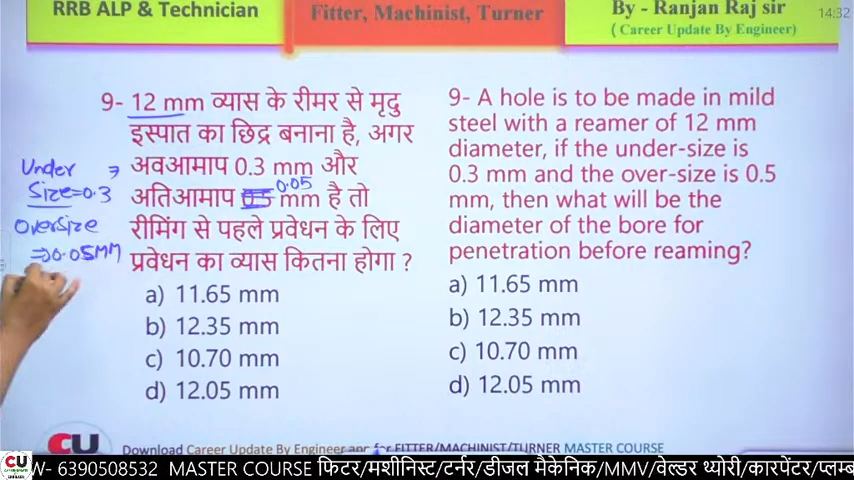 RRB ALP & Technician
Fitter, Machinist, Turner
By - Ranjan Raj sir
( Career Update By Engineer)
14:32
9- 12 mm व्यास के रीमर से मृदु
इस्पात का छिद्र बनाना है, अगर
अवआमाप 0.3 mm और
अतिआमाप 0.5 0.05 mm है तो
रीमिंग से पहले प्रवेधन के लिए
प्रवेधन का व्यास कितना होगा ?
a) 11.65 mm
b) 12.35 mm
c) 10.70 mm
d) 12.05 mm
Under
Size=0.3
Oversize
⇒0.05MM
9- A hole is to be made in mild
steel with a reamer of 12 mm
diameter, if the under-size is
0.3 mm and the over-size is 0.5
mm, then what will be the
diameter of the bore for
penetration before reaming?
a) 11.65 mm
b) 12.35 mm
c) 10.70 mm
d) 12.05 mm
CU
Download Career Update By Engineer app for FITTER/MACHINIST/TURNER MASTER COURSE
CU
W- 6390508532 MASTER COURSE फिटर/मशीनिस्ट/टर्नर/डीजल मैकेनिक/MMV/वेल्डर थ्योरी/कारपेंटर/प्लम्ब